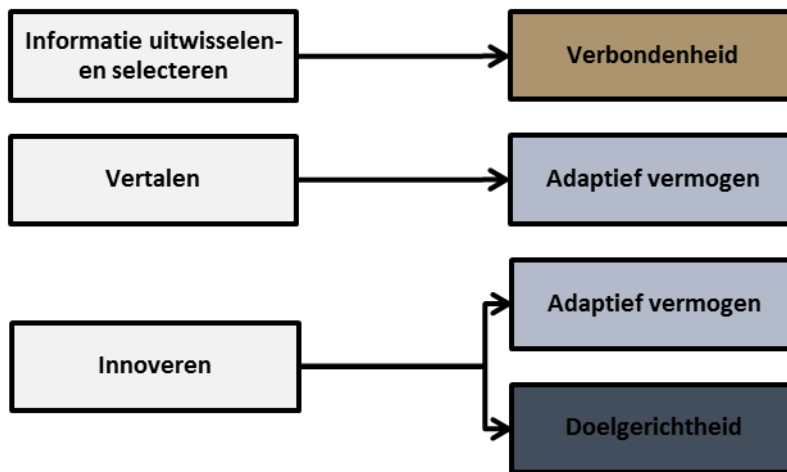 Informatie uitwisselen-
en selecteren
Verbondenheid
Vertalen
Adaptief vermogen
Adaptief vermogen
Innoveren
Doelgerichtheid